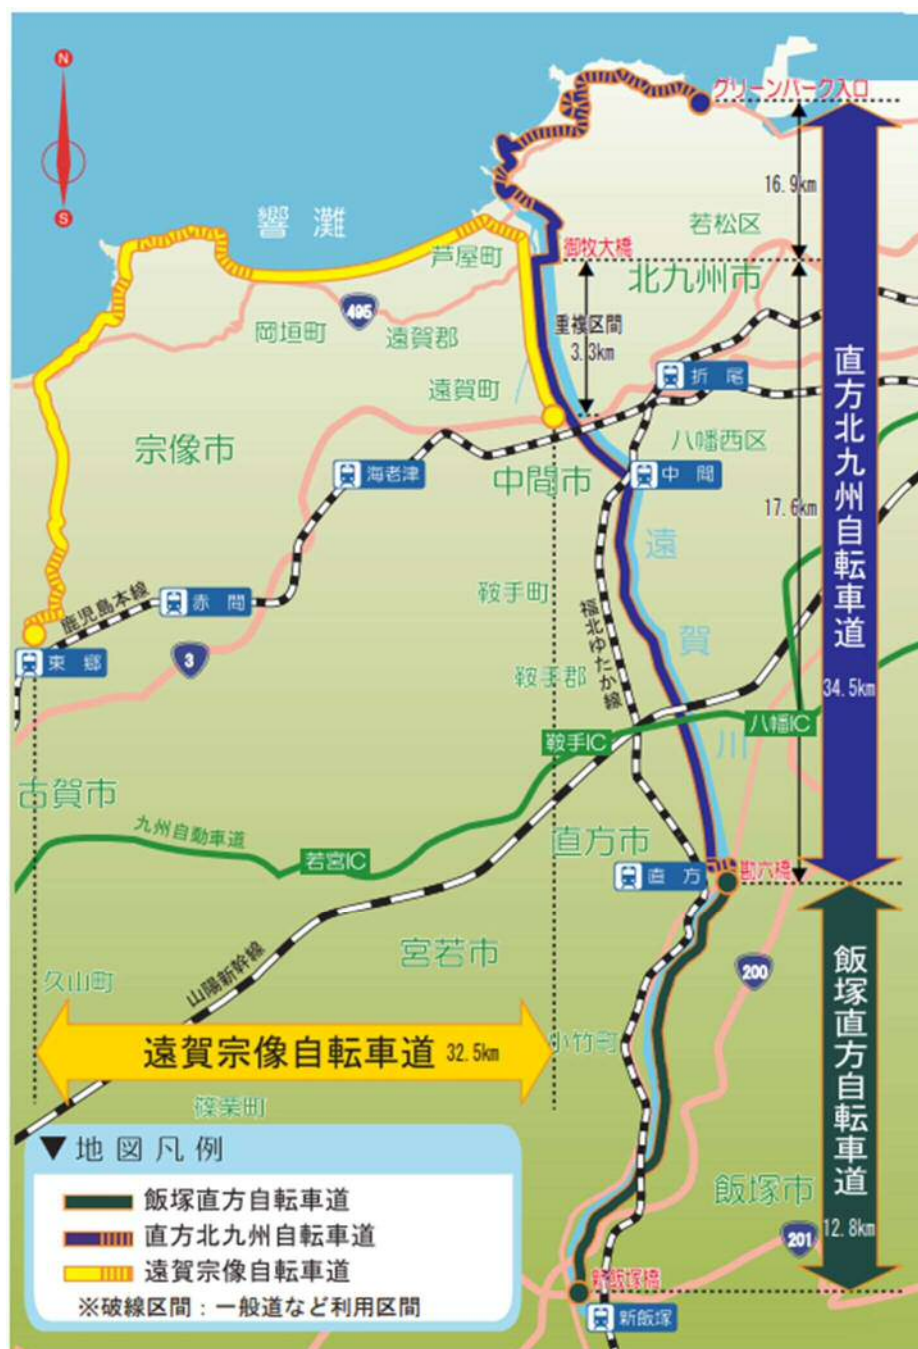 N
S
グリーンパーク入口
16.9km
響灘
若松区
芦屋町
御牧大橋
北九州市
495
岡垣町
遠賀郡
重複区間
3.3km
遠賀町
折尾
宗像市
八幡西区
海老津
中間市
中間
17.6km
直方北九州自転車道
34.5km
遠賀川
鞍手町
赤間
鹿児島本線
福北ゆたか線
東郷
3
鞍手郡
八幡IC
鞍手IC
古賀市
九州自動車道
若宮IC
直方市
直方
勘六橋
宮若市
山陽新幹線
久山町
200
飯塚直方自転車道
12.8km
遠賀宗像自転車道 32.5km
小竹町
篠栗町
飯塚市
201
新飯塚橋
新飯塚
▼地図凡例
飯塚直方自転車道
直方北九州自転車道
遠賀宗像自転車道
※破線区間：一般道など利用区間